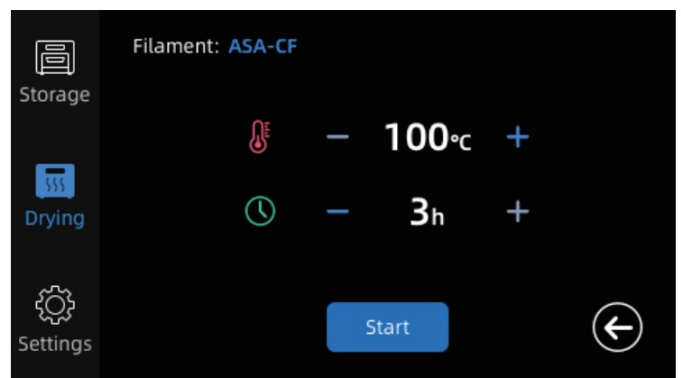 Filament: ASA-CF
Storage
− 100°C +
Drying
− 3h +
Start
Settings